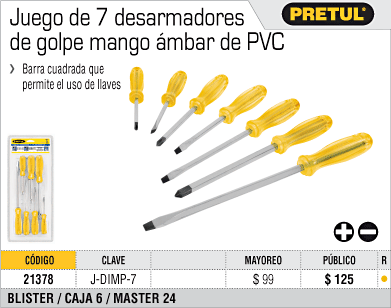 Juego de 7 desarmadores
de golpe mango ámbar de PVC
PRETUL®
Barra cuadrada que
permite el uso de llaves
CÓDIGO CLAVE MAYOREO PÚBLICO R
21378 J-DIMP-7 $ 99 $ 125
BLISTER / CAJA 6 / MASTER 24